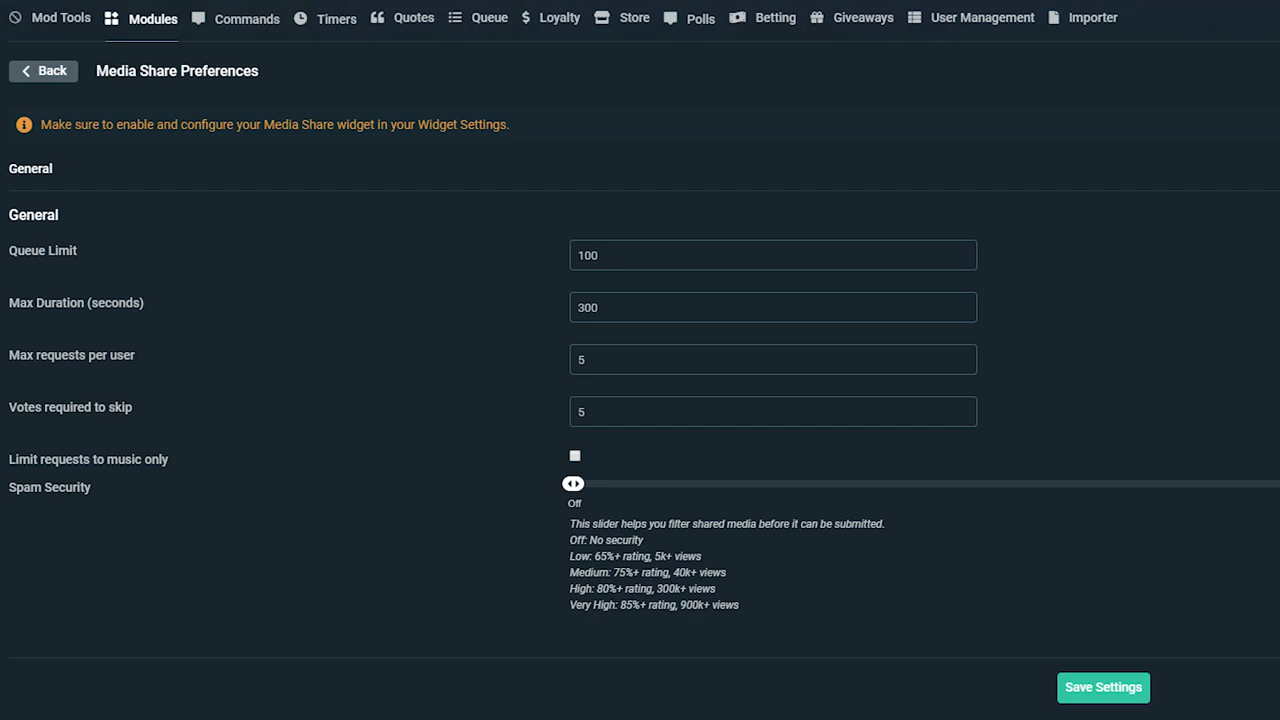 Mod Tools Modules Commands Timers Quotes Queue Loyalty Store Polls Betting Giveaways User Management Importer
Back Media Share Preferences
Make sure to enable and configure your Media Share widget in your Widget Settings.
General
General
Queue Limit 100
Max Duration (seconds) 300
Max requests per user 5
Votes required to skip 5
Limit requests to music only
Spam Security
Off
This slider helps you filter shared media before it can be submitted.
Off: No security
Low: 65%+ rating, 5k+ views
Medium: 75%+ rating, 40k+ views
High: 80%+ rating, 300k+ views
Very High: 85%+ rating, 900k+ views
Save Settings